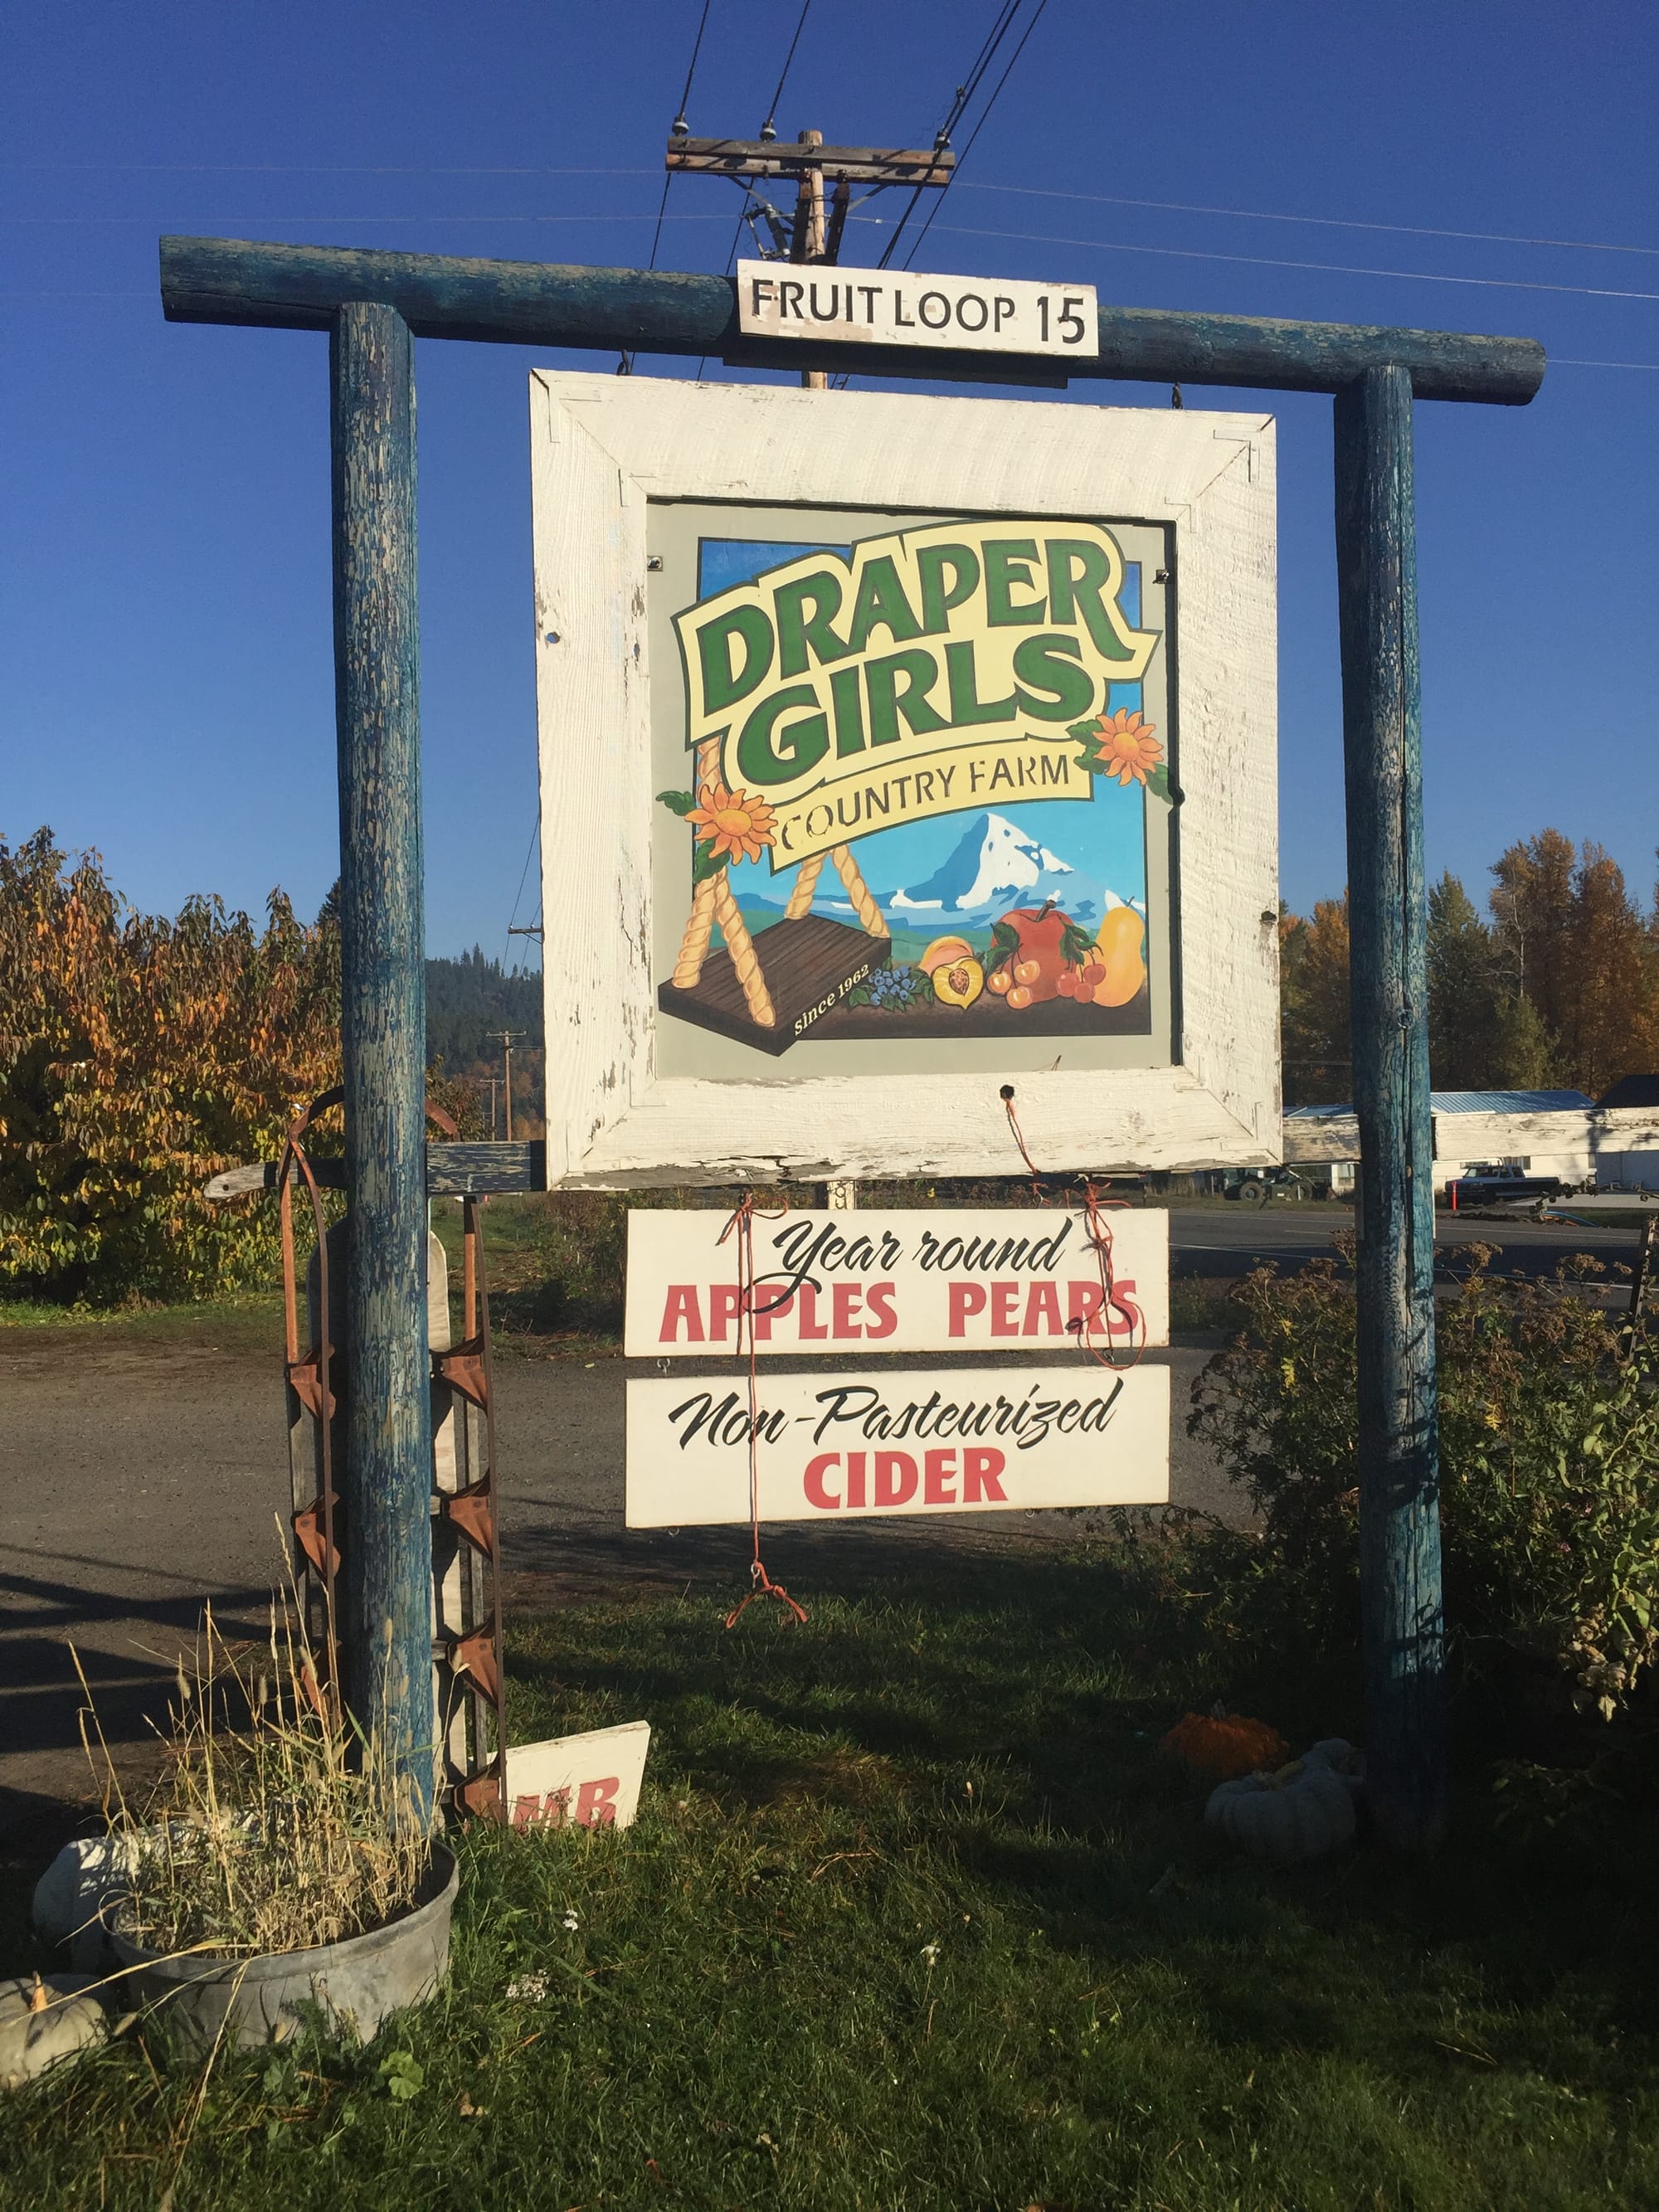 FRUIT LOOP 15
DRAPER
GIRLS
COUNTRY FARM
since 1962
Year round
APPLES PEARS
Non-Pasteurized
CIDER